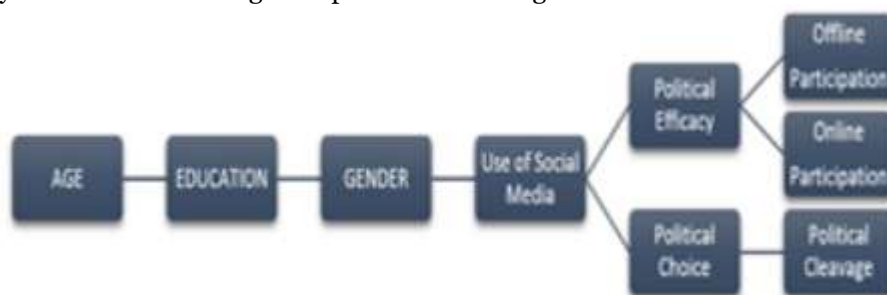 AGE
EDUCATION
GENDER
Use of Social
Media
Political
Efficacy
Offline
Participation
Online
Participation
Political
Choice
Political
Cleavage